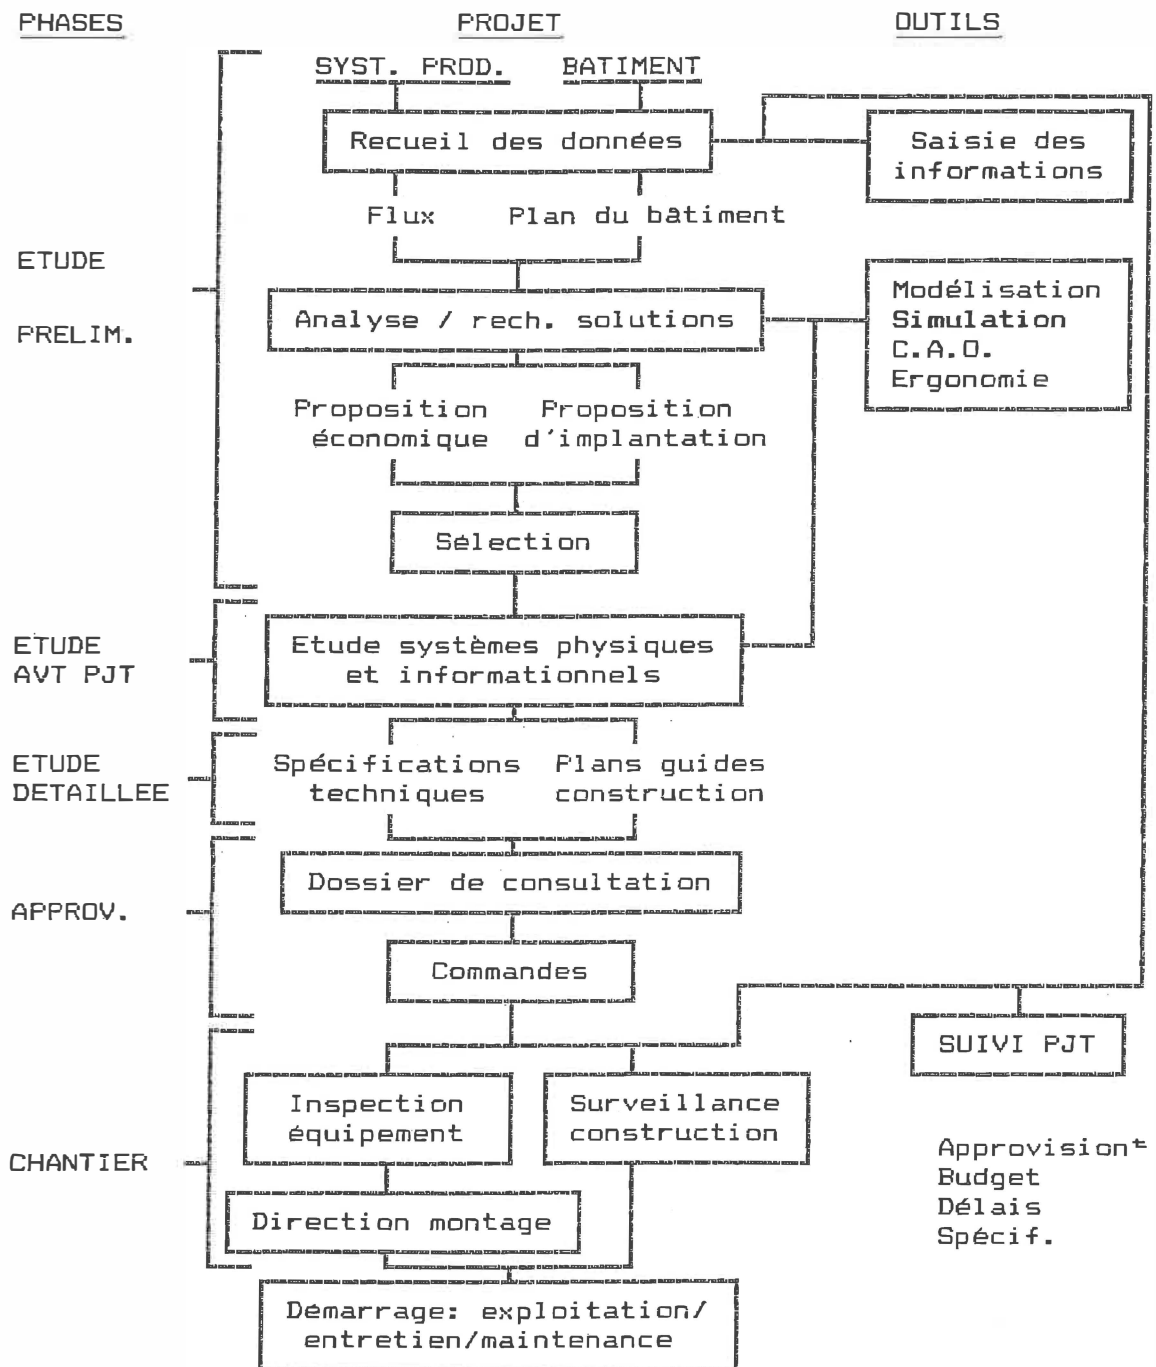 PHASES PROJET OUTILS
SYST. PROD. BATIMENT
Recueil des données
Saisie des
informations
Flux Plan du bâtiment
ETUDE
PRELIM.
Analyse / rech. solutions
Modélisation
Simulation
C.A.O.
Ergonomie
Proposition
économique
Proposition
d'implantation
Sélection
ETUDE
AVT PJT
Etude systèmes physiques
et informationnels
ETUDE
DETAILLEE
Spécifications
techniques
Plans guides
construction
Dossier de consultation
APPROV.
Commandes
SUIVI PJT
Inspection
équipement
Surveillance
construction
CHANTIER
Approvisiont
Budget
Délais
Spécif.
Direction montage
Démarrage: exploitation/
entretien/maintenance